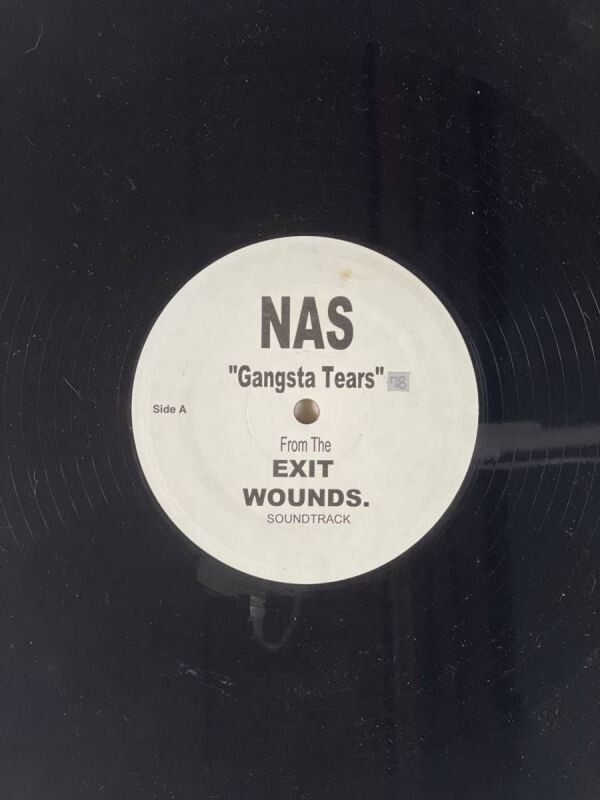 NAS
"Gangsta Tears"
Side A
From The
EXIT
WOUNDS.
SOUNDTRACK